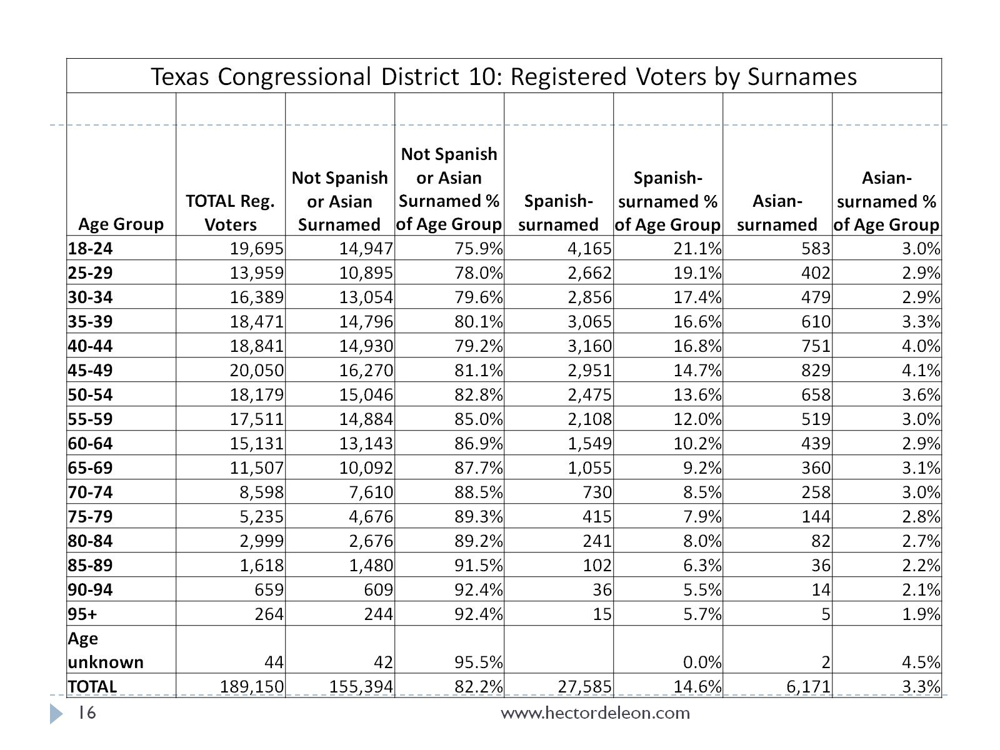 Texas Congressional District 10: Registered Voters by Surnames
Age Group TOTAL Reg. Voters Not Spanish or Asian Surnamed Not Spanish or Asian Surnamed % of Age Group Spanish-surnamed Spanish-surnamed % of Age Group Asian-surnamed Asian-surnamed % of Age Group
18-24 19,695 14,947 75.9% 4,165 21.1% 583 3.0%
25-29 13,959 10,895 78.0% 2,662 19.1% 402 2.9%
30-34 16,389 13,054 79.6% 2,856 17.4% 479 2.9%
35-39 18,471 14,796 80.1% 3,065 16.6% 610 3.3%
40-44 18,841 14,930 79.2% 3,160 16.8% 751 4.0%
45-49 20,050 16,270 81.1% 2,951 14.7% 829 4.1%
50-54 18,179 15,046 82.8% 2,475 13.6% 658 3.6%
55-59 17,511 14,884 85.0% 2,108 12.0% 519 3.0%
60-64 15,131 13,143 86.9% 1,549 10.2% 439 2.9%
65-69 11,507 10,092 87.7% 1,055 9.2% 360 3.1%
70-74 8,598 7,610 88.5% 730 8.5% 258 3.0%
75-79 5,235 4,676 89.3% 415 7.9% 144 2.8%
80-84 2,999 2,676 89.2% 241 8.0% 82 2.7%
85-89 1,618 1,480 91.5% 102 6.3% 36 2.2%
90-94 659 609 92.4% 36 5.5% 14 2.1%
95+ 264 244 92.4% 15 5.7% 5 1.9%
Age
unknown 44 42 95.5% 0.0% 2 4.5%
TOTAL 189,150 155,394 82.2% 27,585 14.6% 6,171 3.3%
16 www.hectordeleon.com